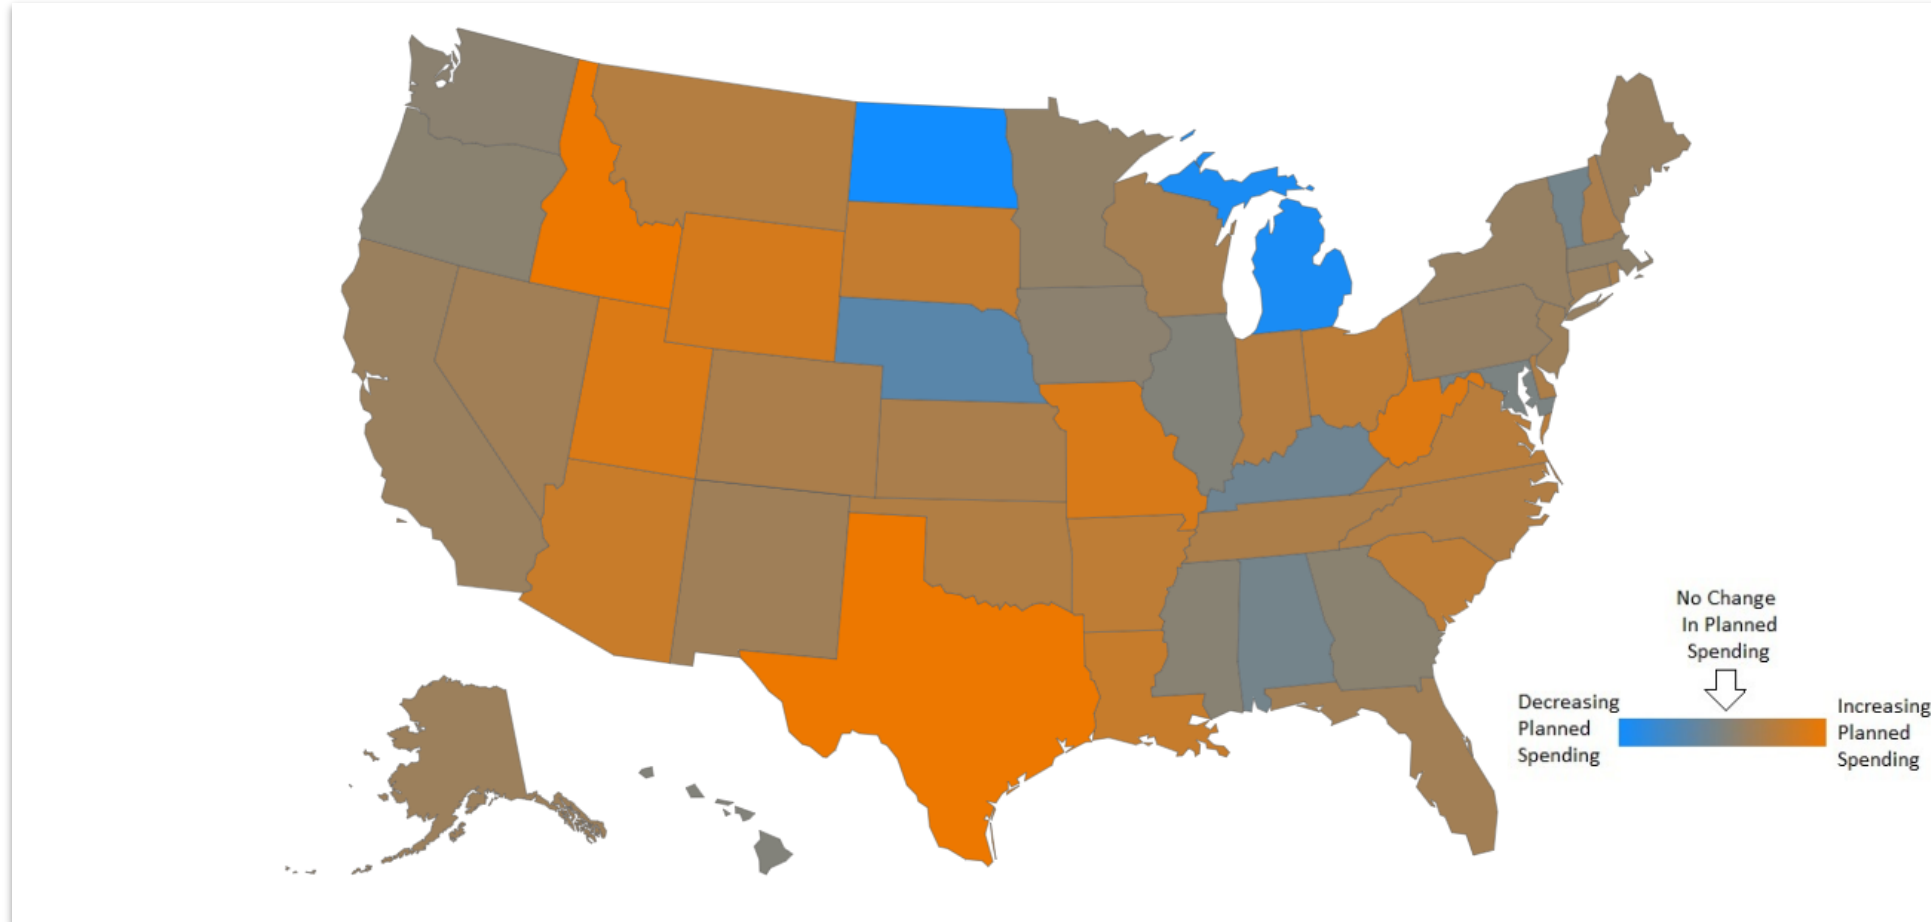 No Change
In Planned
Spending
Decreasing
Planned
Spending
Increasing
Planned
Spending